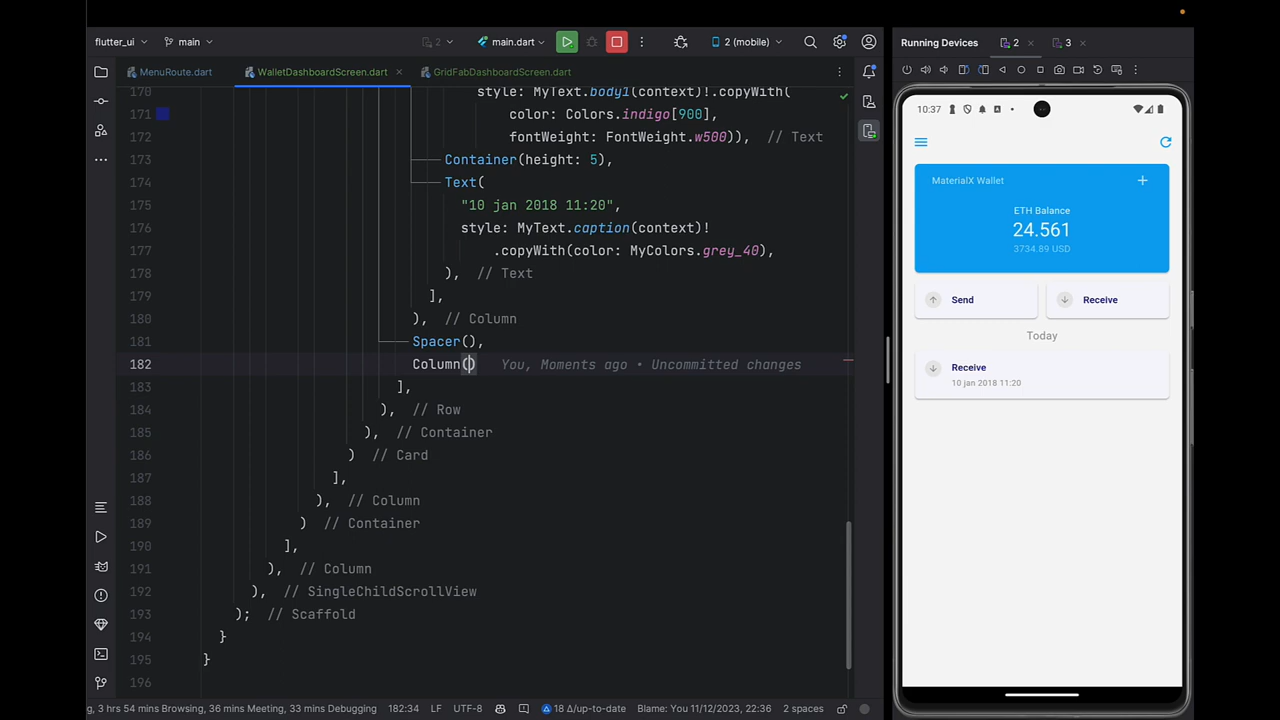 flutter_ui main 2 main.dart 2 (mobile)
MenuRoute.dart WalletDashboardScreen.dart GridFabDashboardScreen.dart
170 style: MyText.body1(context)!.copyWith(
171 color: Colors.indigo[900],
172 fontWeight: FontWeight.w500)), // Text
173 Container(height: 5),
174 Text(
175 "10 jan 2018 11:20",
176 style: MyText.caption(context)!
177 .copyWith(color: MyColors.grey_40),
178 ), // Text
179 ],
180 ), // Column
181 Spacer(),
182 Column() You, Moments ago • Uncommitted changes
183 ],
184 ), // Row
185 ), // Container
186 ) // Card
187 ],
188 ), // Column
189 ) // Container
190 ],
191 ), // Column
192 ), // SingleChildScrollView
193 ); // Scaffold
194 }
195 }
196
g, 3 hrs 54 mins Browsing, 36 mins Meeting, 33 mins Debugging 182:34 LF UTF-8 18 Δ/up-to-date Blame: You 11/12/2023, 22:36 2 spaces
Running Devices 2 3
10:37
MaterialX Wallet
ETH Balance
24.561
3734.89 USD
Send Receive
Today
Receive
10 jan 2018 11:20